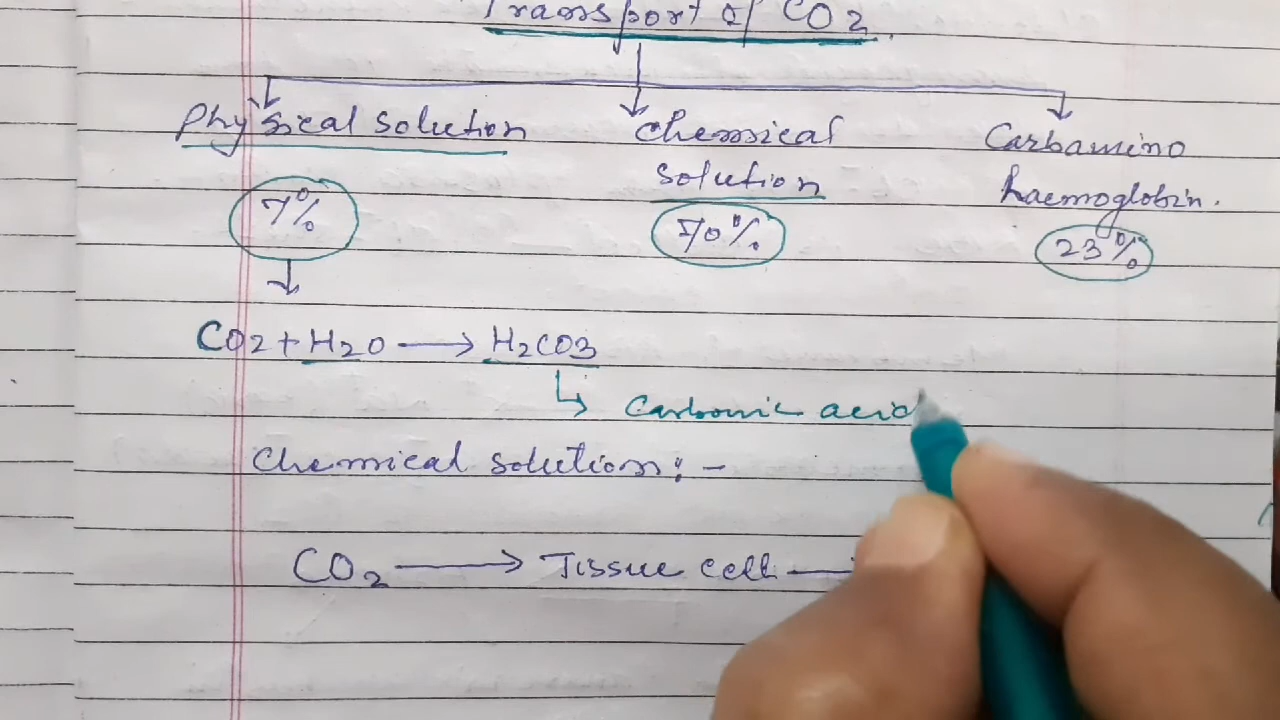 Transport of CO2
Physical solution
Chemical solution
Carbamino haemoglobin.
7%
70%
23%
CO2 + H2O → H2CO3
↳ Carbonic acid
Chemical solution :-
CO2 → Tissue cell →